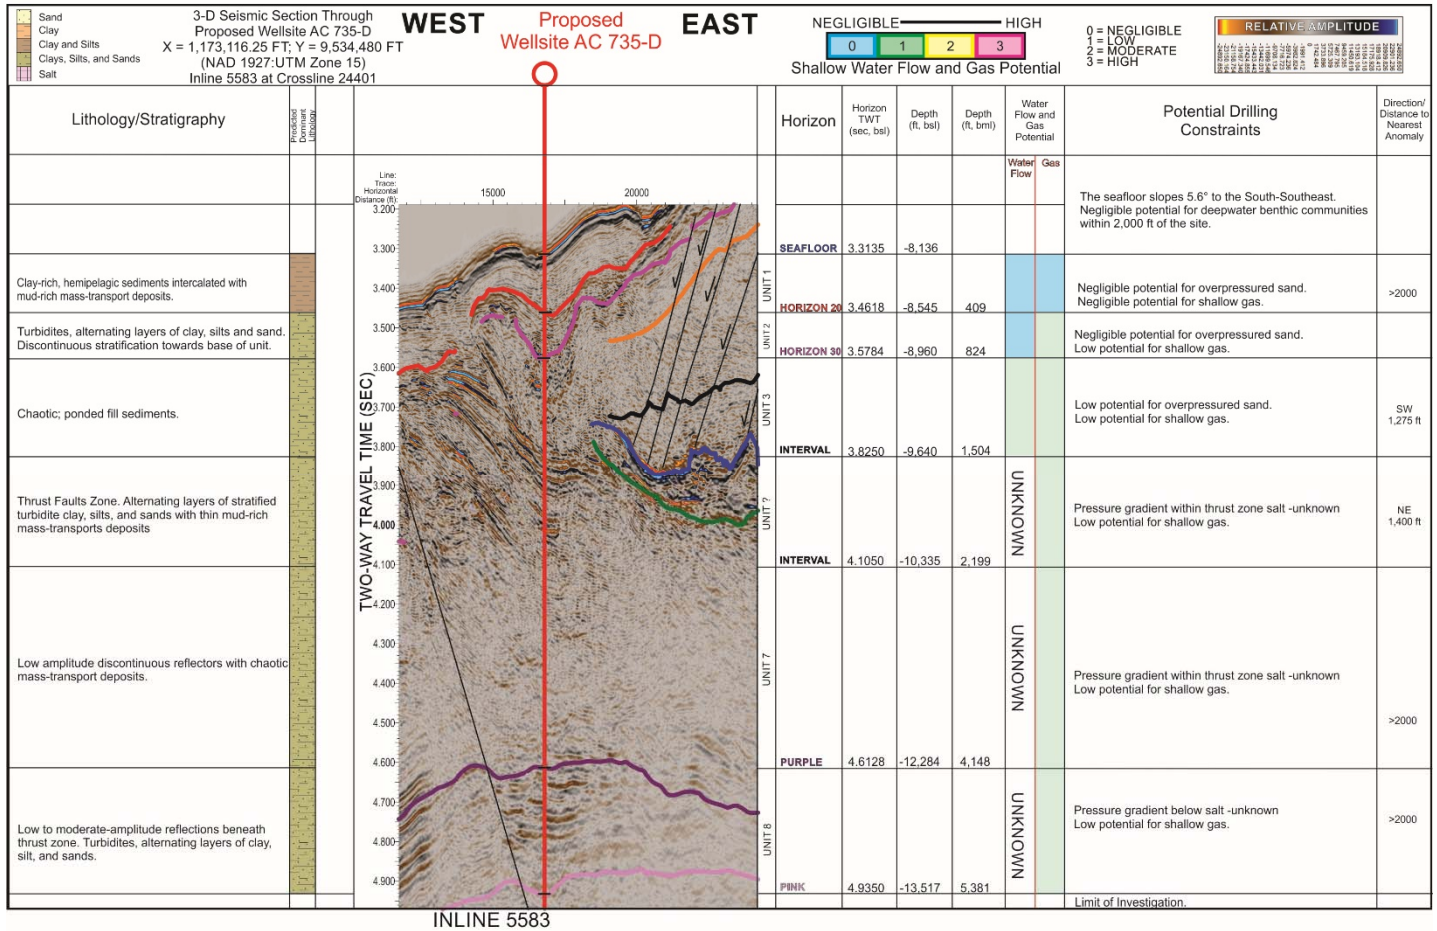 Sand
Clay
Clay and Silts
Clays, Silts, and Sands
Salt
3-D Seismic Section Through
Proposed Wellsite AC 735-D
X = 1,173,116.25 FT; Y = 9,534,480 FT
(NAD 1927:UTM Zone 15)
Inline 5583 at Crossline 24401
WEST
Proposed
Wellsite AC 735-D
EAST
NEGLIGIBLE HIGH
0 1 2 3
Shallow Water Flow and Gas Potential
0 = NEGLIGIBLE
1 = LOW
2 = MODERATE
3 = HIGH
RELATIVE AMPLITUDE
Lithology/Stratigraphy
Predicted
Dominant
Lithology
Horizon
Horizon
TWT
(sec, bsl)
Depth
(ft, bsl)
Depth
(ft, bml)
Water
Flow and
Gas
Potential
Potential Drilling
Constraints
Direction/
Distance to
Nearest
Anomaly
Water
Flow
Gas
Line:
Trace:
Horizontal
Distance (ft):
15000 20000
TWO-WAY TRAVEL TIME (SEC)
3.200
3.300
3.400
3.500
3.600
3.700
3.800
3.900
4.000
4.100
4.200
4.300
4.400
4.500
4.600
4.700
4.800
4.900
The seafloor slopes 5.6° to the South-Southeast.
Negligible potential for deepwater benthic communities
within 2,000 ft of the site.
SEAFLOOR 3.3135 -8,136
Clay-rich, hemipelagic sediments intercalated with
mud-rich mass-transport deposits.
UNIT 1
HORIZON 20 3.4618 -8,545 409
Negligible potential for overpressured sand.
Negligible potential for shallow gas.
>2000
Turbidites, alternating layers of clay, silts and sand.
Discontinuous stratification towards base of unit.
UNIT 2
HORIZON 30 3.5784 -8,960 824
Negligible potential for overpressured sand.
Low potential for shallow gas.
Chaotic; ponded fill sediments.
UNIT 3
INTERVAL 3.8250 -9,640 1,504
Low potential for overpressured sand.
Low potential for shallow gas.
SW
1,275 ft
Thrust Faults Zone. Alternating layers of stratified
turbidite clay, silts, and sands with thin mud-rich
mass-transports deposits
UNIT ?
INTERVAL 4.1050 -10,335 2,199
UNKNOWN
Pressure gradient within thrust zone salt -unknown
Low potential for shallow gas.
NE
1,400 ft
Low amplitude discontinuous reflectors with chaotic
mass-transport deposits.
UNIT 7
PURPLE 4.6128 -12,284 4,148
UNKNOWN
Pressure gradient within thrust zone salt -unknown
Low potential for shallow gas.
>2000
Low to moderate-amplitude reflections beneath
thrust zone. Turbidites, alternating layers of clay,
silt, and sands.
UNIT 8
PINK 4.9350 -13,517 5,381
UNKNOWN
Pressure gradient below salt -unknown
Low potential for shallow gas.
>2000
Limit of Investigation.
INLINE 5583